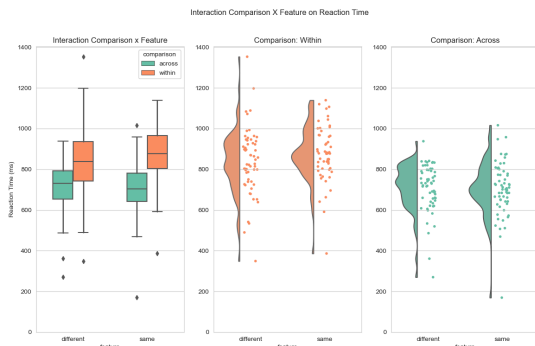 Interaction Comparison X Feature on Reaction Time
Interaction Comparison x Feature
Comparison: Within
Comparison: Across
comparison
across
within
Reaction Time (ms)
1400
1200
1000
800
600
400
200
0
different
same
1400
1200
1000
800
600
400
200
0
different
same
1400
1200
1000
800
600
400
200
0
different
same